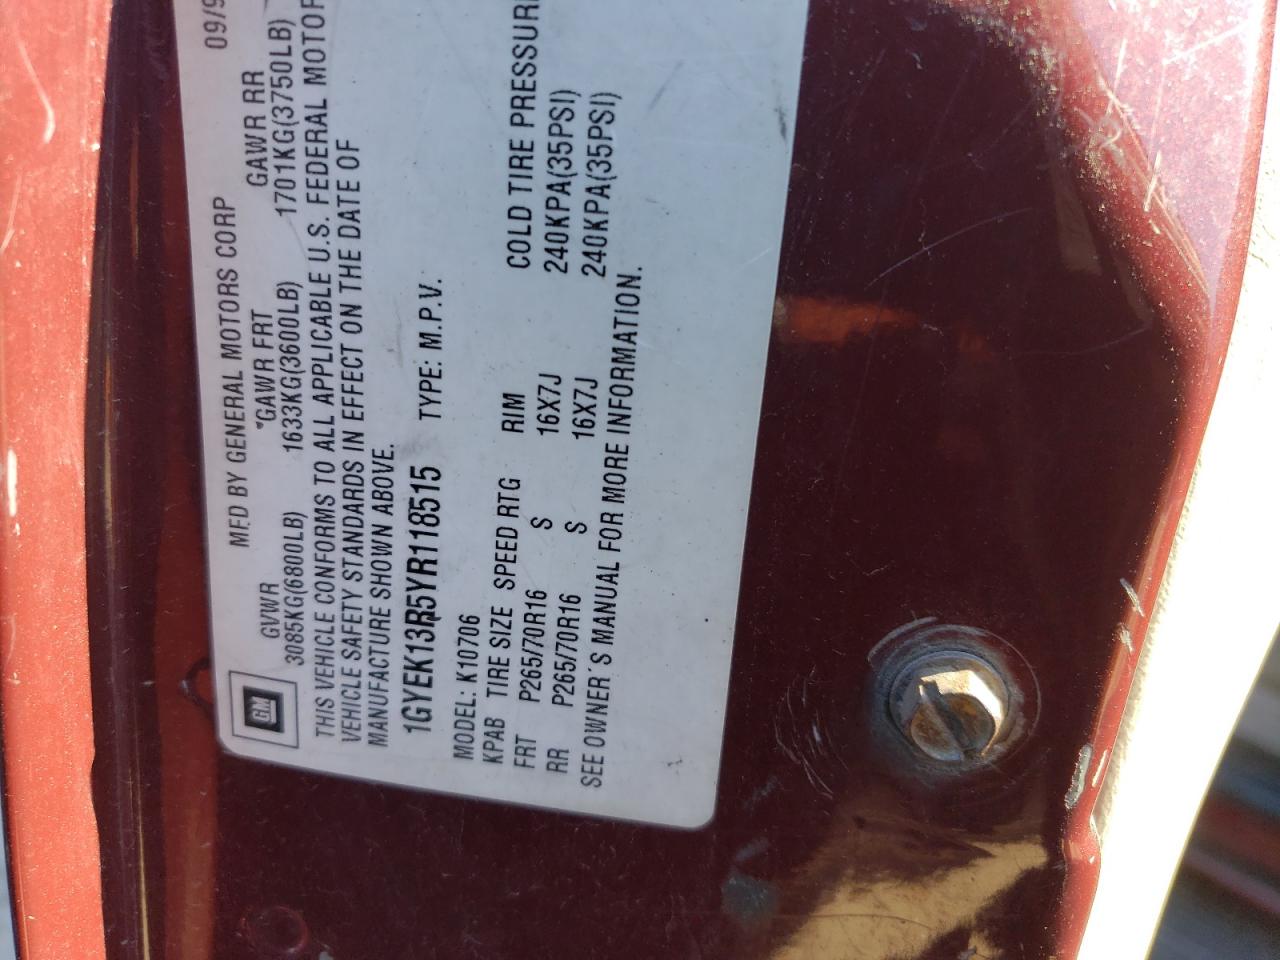 GM
MFD BY GENERAL MOTORS CORP 09/9
GVWR *GAWR FRT GAWR RR
3085KG(6800LB) 1633KG(3600LB) 1701KG(3750LB)
THIS VEHICLE CONFORMS TO ALL APPLICABLE U.S. FEDERAL MOTOR
VEHICLE SAFETY STANDARDS IN EFFECT ON THE DATE OF
MANUFACTURE SHOWN ABOVE.
1GYEK13R5YR118515 TYPE: M.P.V.
MODEL: K10706
KPAB TIRE SIZE SPEED RTG RIM COLD TIRE PRESSURE
FRT P265/70R16 S 16X7J 240KPA(35PSI)
RR P265/70R16 S 16X7J 240KPA(35PSI)
SEE OWNER'S MANUAL FOR MORE INFORMATION.